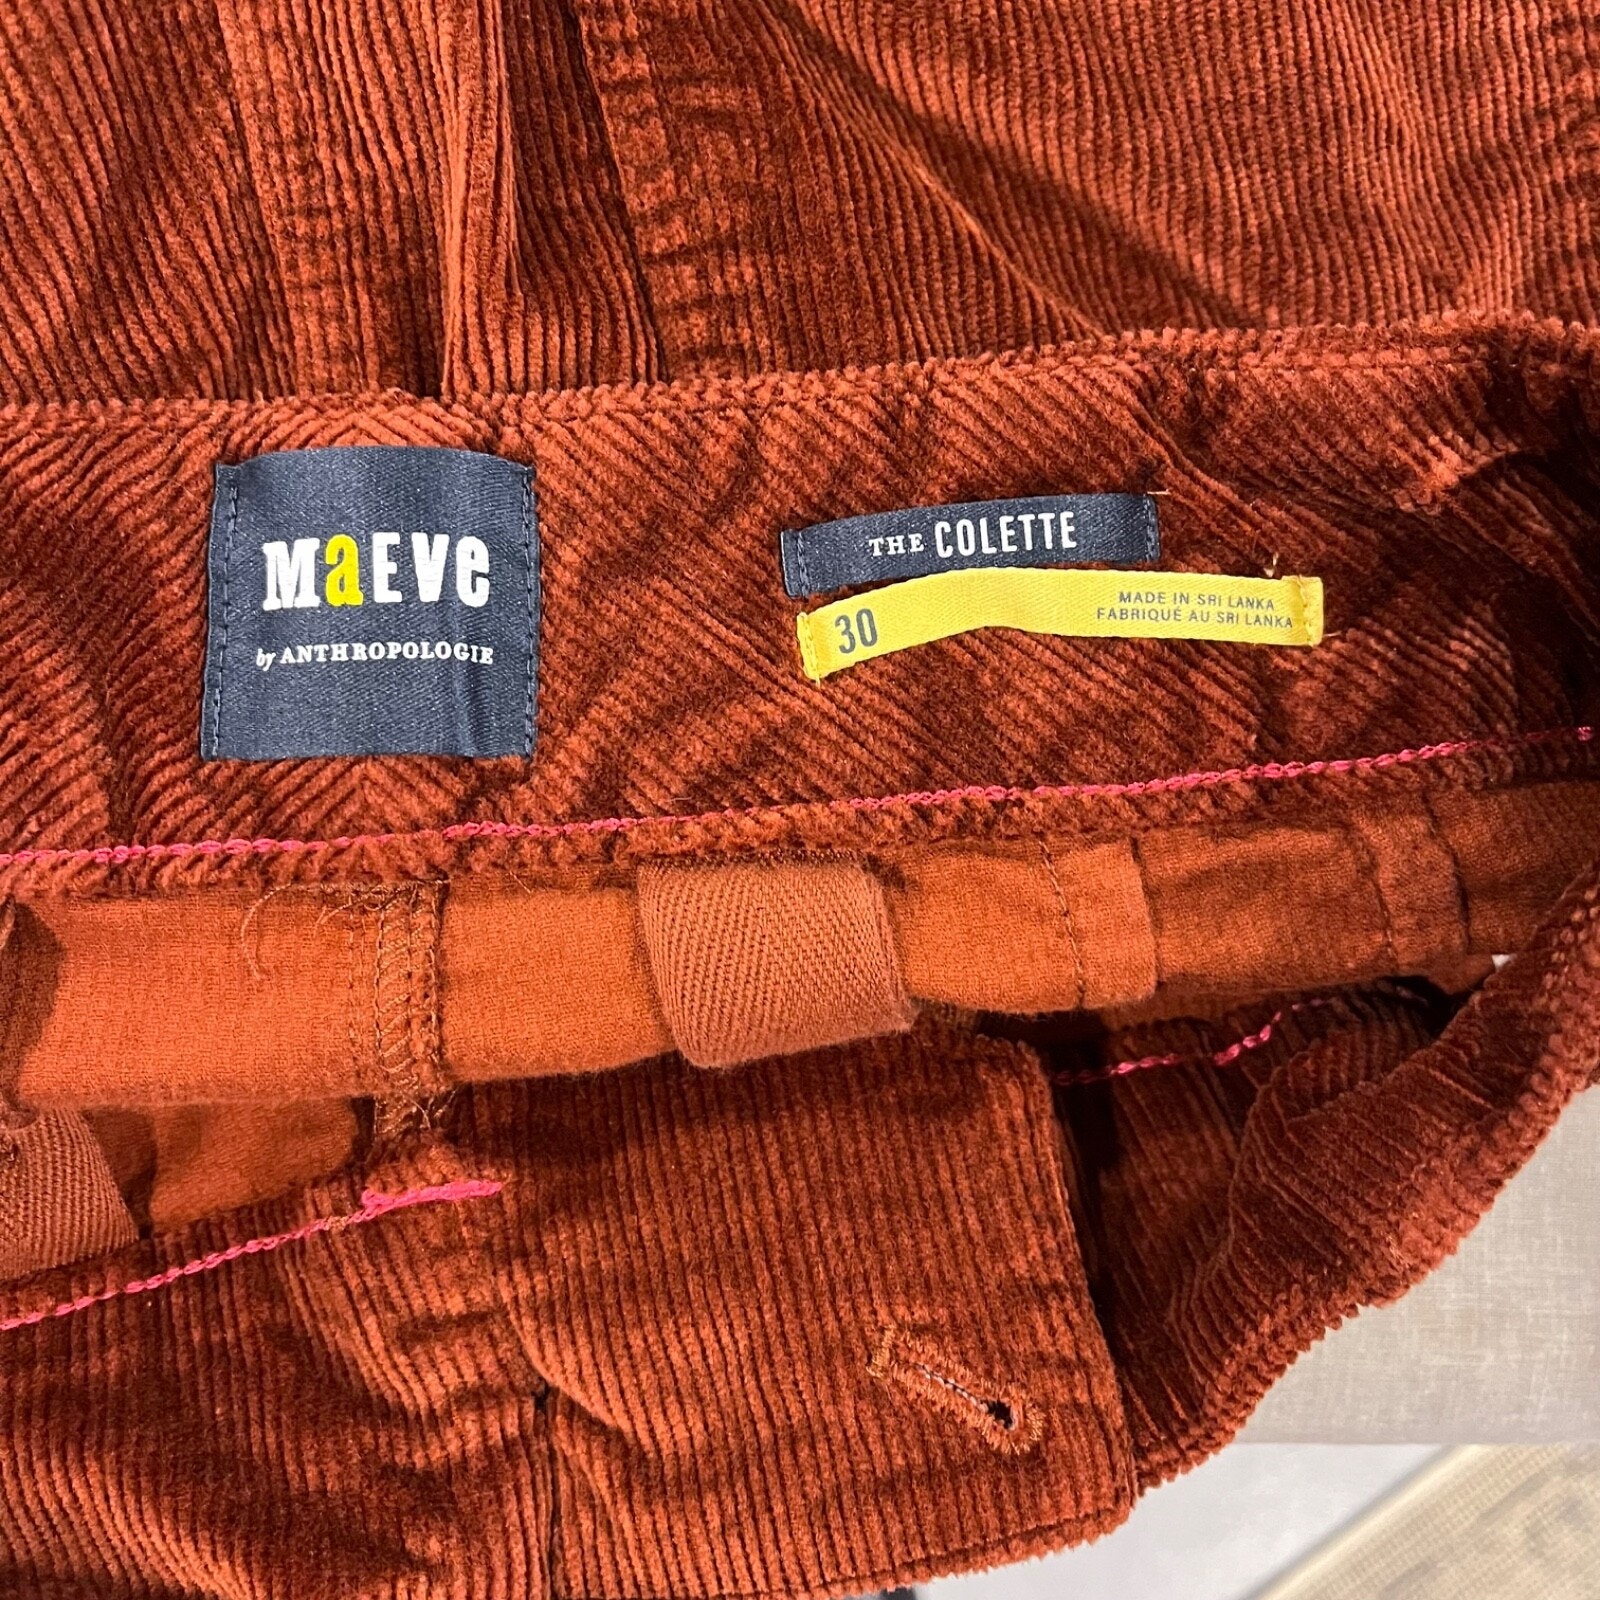 MaEVe
by ANTHROPOLOGIE
THE COLETTE
30
MADE IN SRI LANKA
FABRIQUÉ AU SRI LANKA